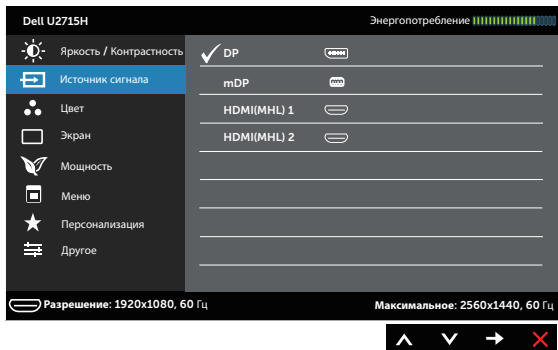 Dell U2715H
Энергопотребление
Яркость / Контрастность
DP
Источник сигнала
mDP
Цвет
HDMI(MHL) 1
Экран
HDMI(MHL) 2
Мощность
Меню
Персонализация
Другое
Разрешение: 1920x1080, 60 Гц
Максимальное: 2560x1440, 60 Гц